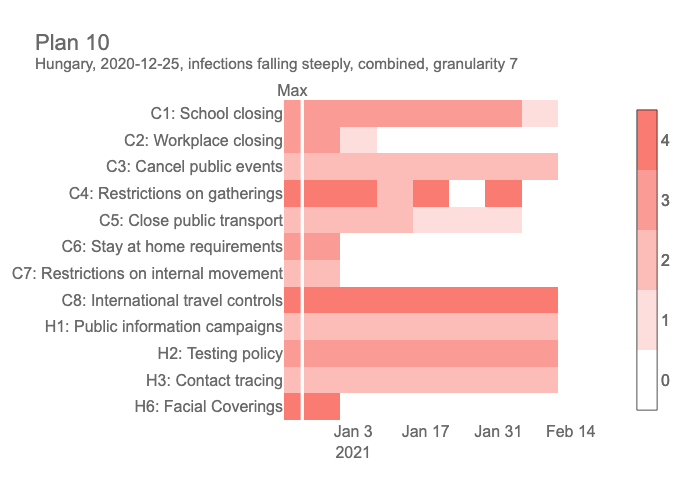 Plan 10
Hungary, 2020-12-25, infections falling steeply, combined, granularity 7
Max
C1: School closing
C2: Workplace closing
C3: Cancel public events
C4: Restrictions on gatherings
C5: Close public transport
C6: Stay at home requirements
C7: Restrictions on internal movement
C8: International travel controls
H1: Public information campaigns
H2: Testing policy
H3: Contact tracing
H6: Facial Coverings
Jan 3 Jan 17 Jan 31 Feb 14
2021
4
3
2
1
0